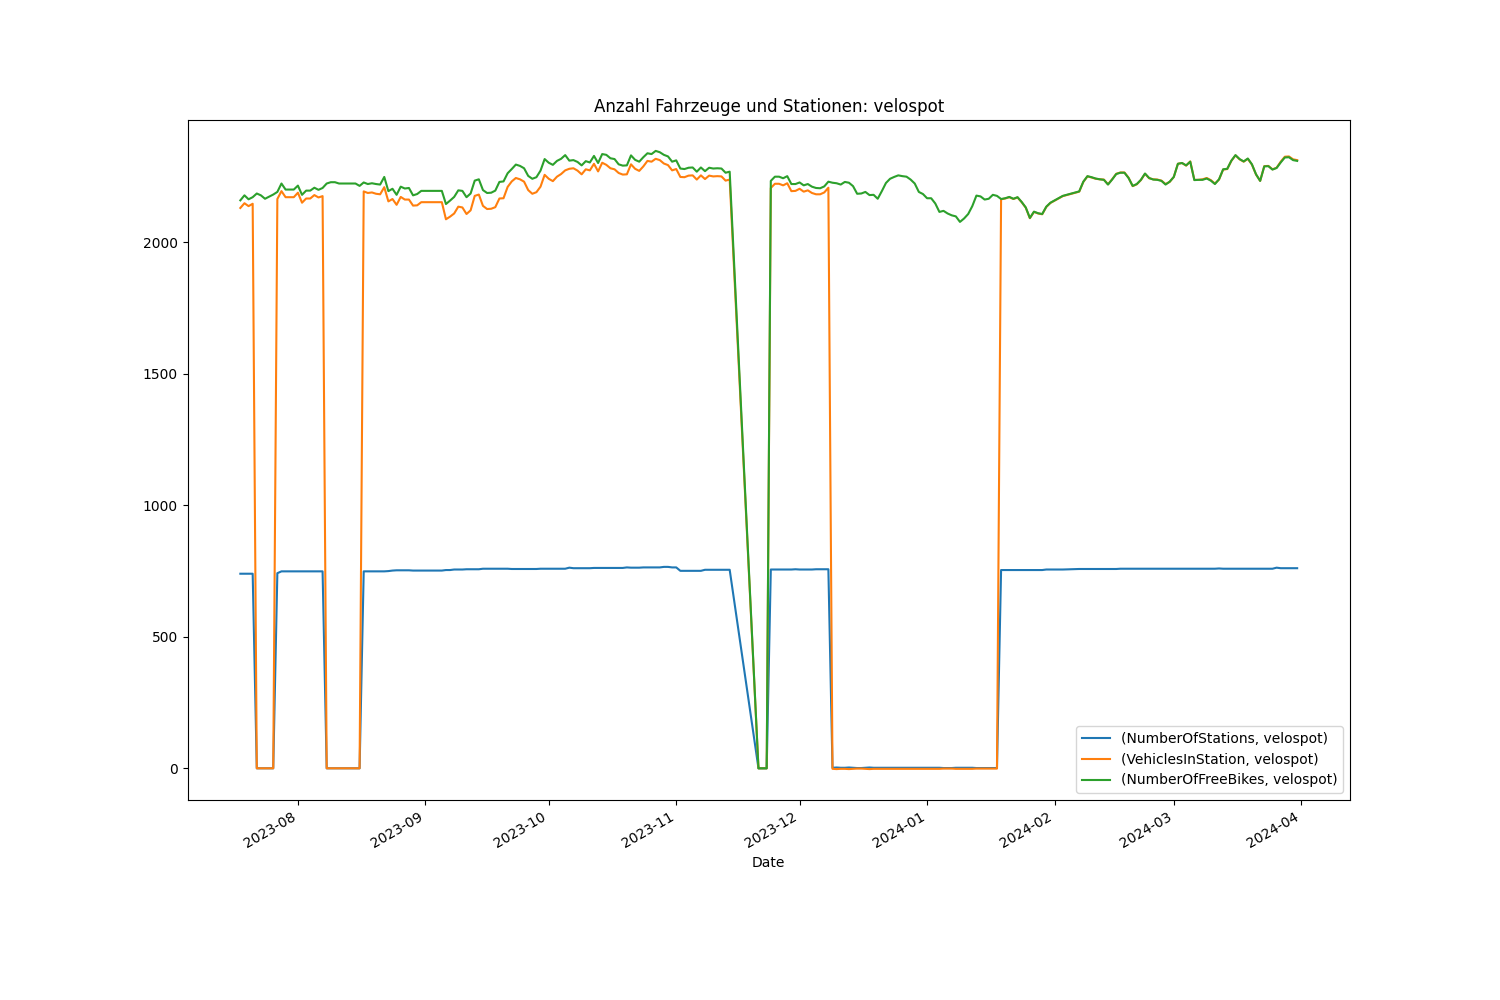 Anzahl Fahrzeuge und Stationen: velospot
2000
1500
1000
500
0
2023-08
2023-09
2023-10
2023-11
2023-12
2024-01
2024-02
2024-03
2024-04
Date
(NumberOfStations, velospot)
(VehiclesInStation, velospot)
(NumberOfFreeBikes, velospot)